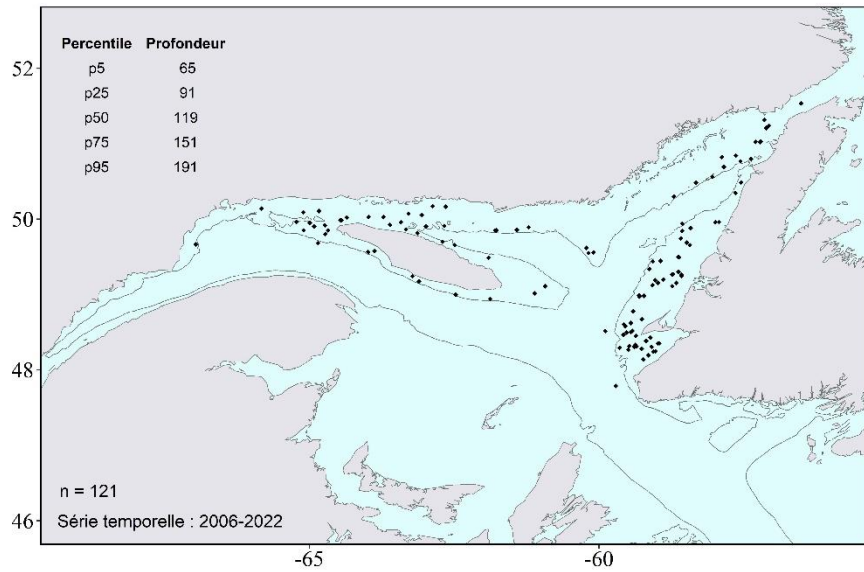 Percentile Profondeur
p5 65
p25 91
p50 119
p75 151
p95 191
52
50
48
46
n = 121
Série temporelle : 2006-2022
-65 -60